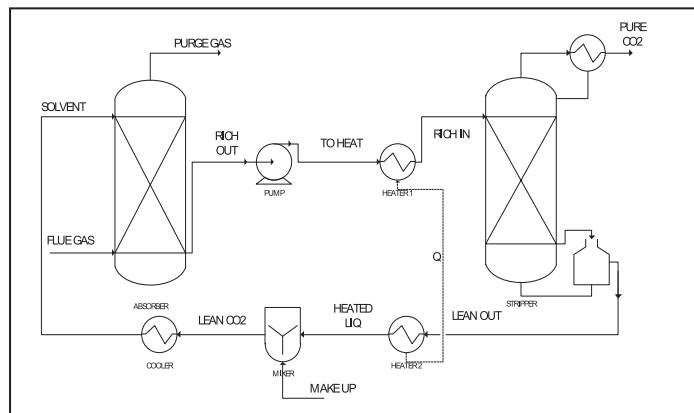 PURGE GAS
PURE
CO2
SOLVENT
RICH
OUT
TO HEAT
RICH IN
PUMP
HEATER 1
FLUE GAS
Q
ABSORBER
STRIPPER
LEAN CO2
HEATED
LIQ
LEAN OUT
COOLER
MIXER
HEATER 2
MAKE UP